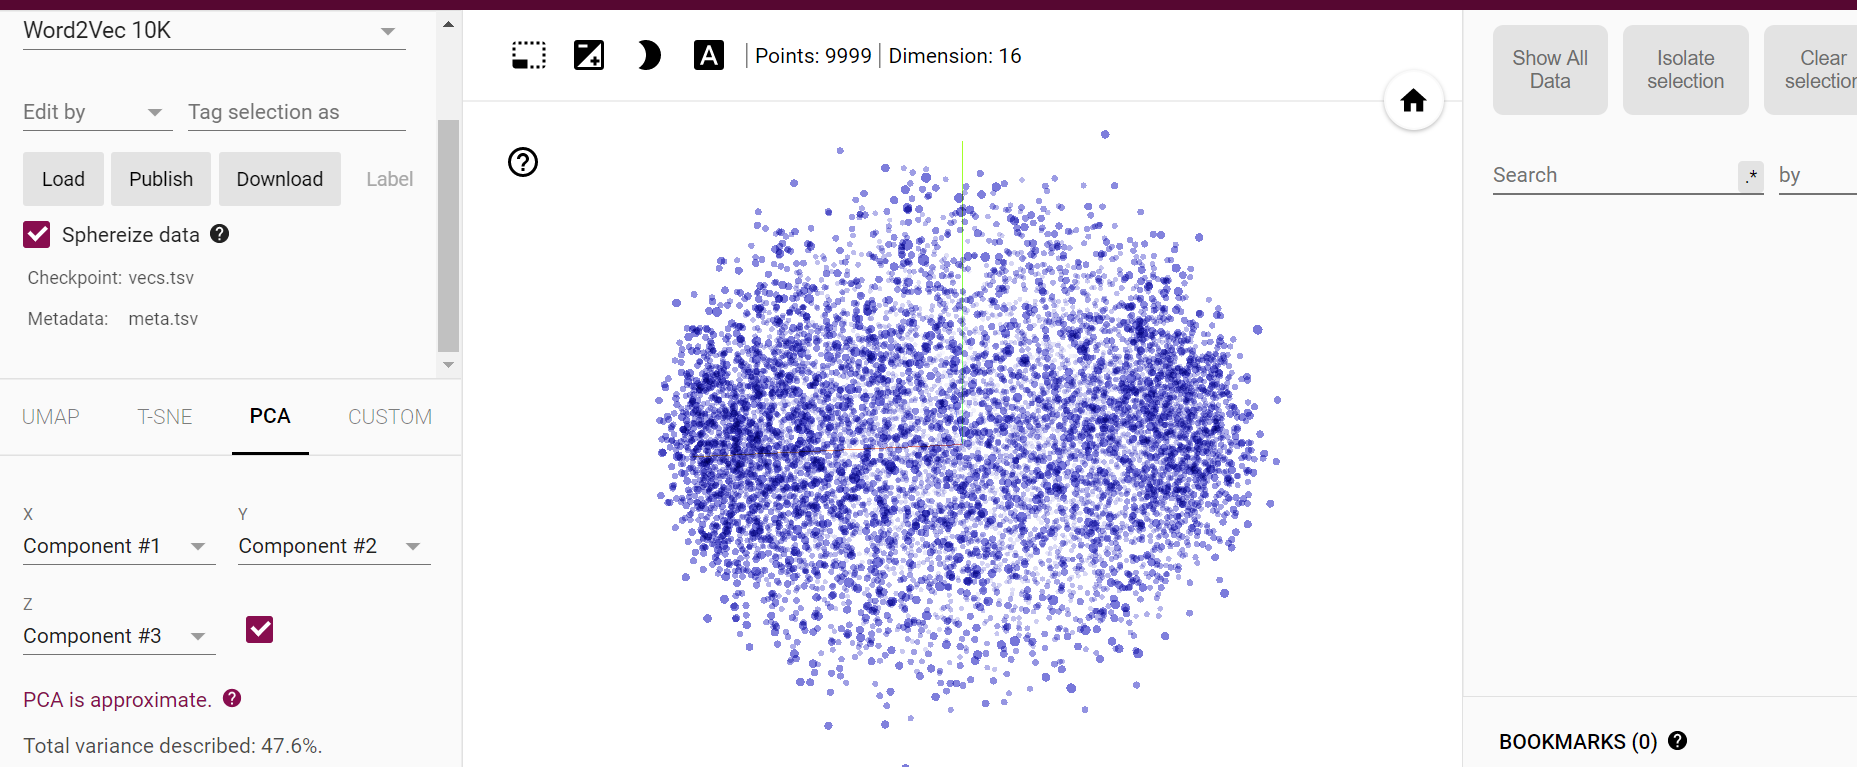 Word2Vec 10K
Edit by
Tag selection as
Load
Publish
Download
Label
Sphereize data
Checkpoint: vecs.tsv
Metadata: meta.tsv
UMAP
T-SNE
PCA
CUSTOM
X
Component #1
Y
Component #2
Z
Component #3
PCA is approximate.
Total variance described: 47.6%.
A
Points: 9999
Dimension: 16
Show All
Data
Isolate
selection
Clear
selection
Search
.*
by
BOOKMARKS (0)